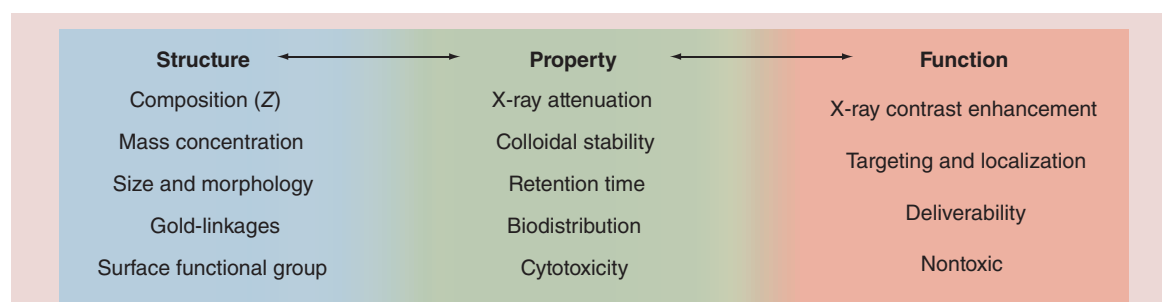 Structure
Property
Function
Composition (Z)
Mass concentration
Size and morphology
Gold-linkages
Surface functional group
X-ray attenuation
Colloidal stability
Retention time
Biodistribution
Cytotoxicity
X-ray contrast enhancement
Targeting and localization
Deliverability
Nontoxic